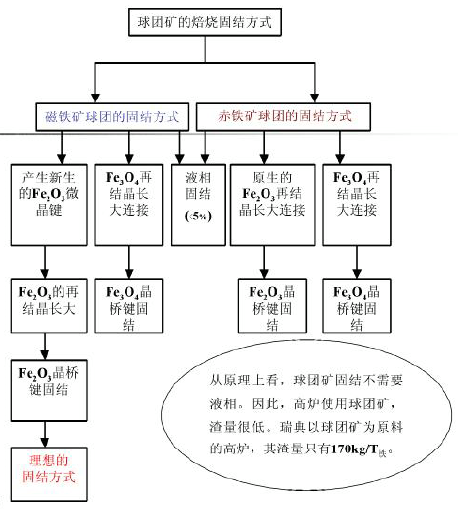 球团矿的焙烧固结方式
磁铁矿球团的固结方式
赤铁矿球团的固结方式
产生新生
的Fe₂O₃微
晶键
Fe₃O₄再
结晶长
大连接
液相
固结
(<5%)
原生的
Fe₂O₃再结
晶长大连接
Fe₃O₄再
结晶长
大连接
Fe₂O₃的再
结晶长大
Fe₃O₄晶
桥键固
结
Fe₂O₃晶
桥键固
结
Fe₃O₄晶
桥键固
结
Fe₂O₃晶桥
键固结
理想的
固结方式
从原理上看，球团矿固结不需要
液相。因此，高炉使用球团矿，
渣量很低。瑞典以球团矿为原料
的高炉，其渣量只有170kg/T铁。